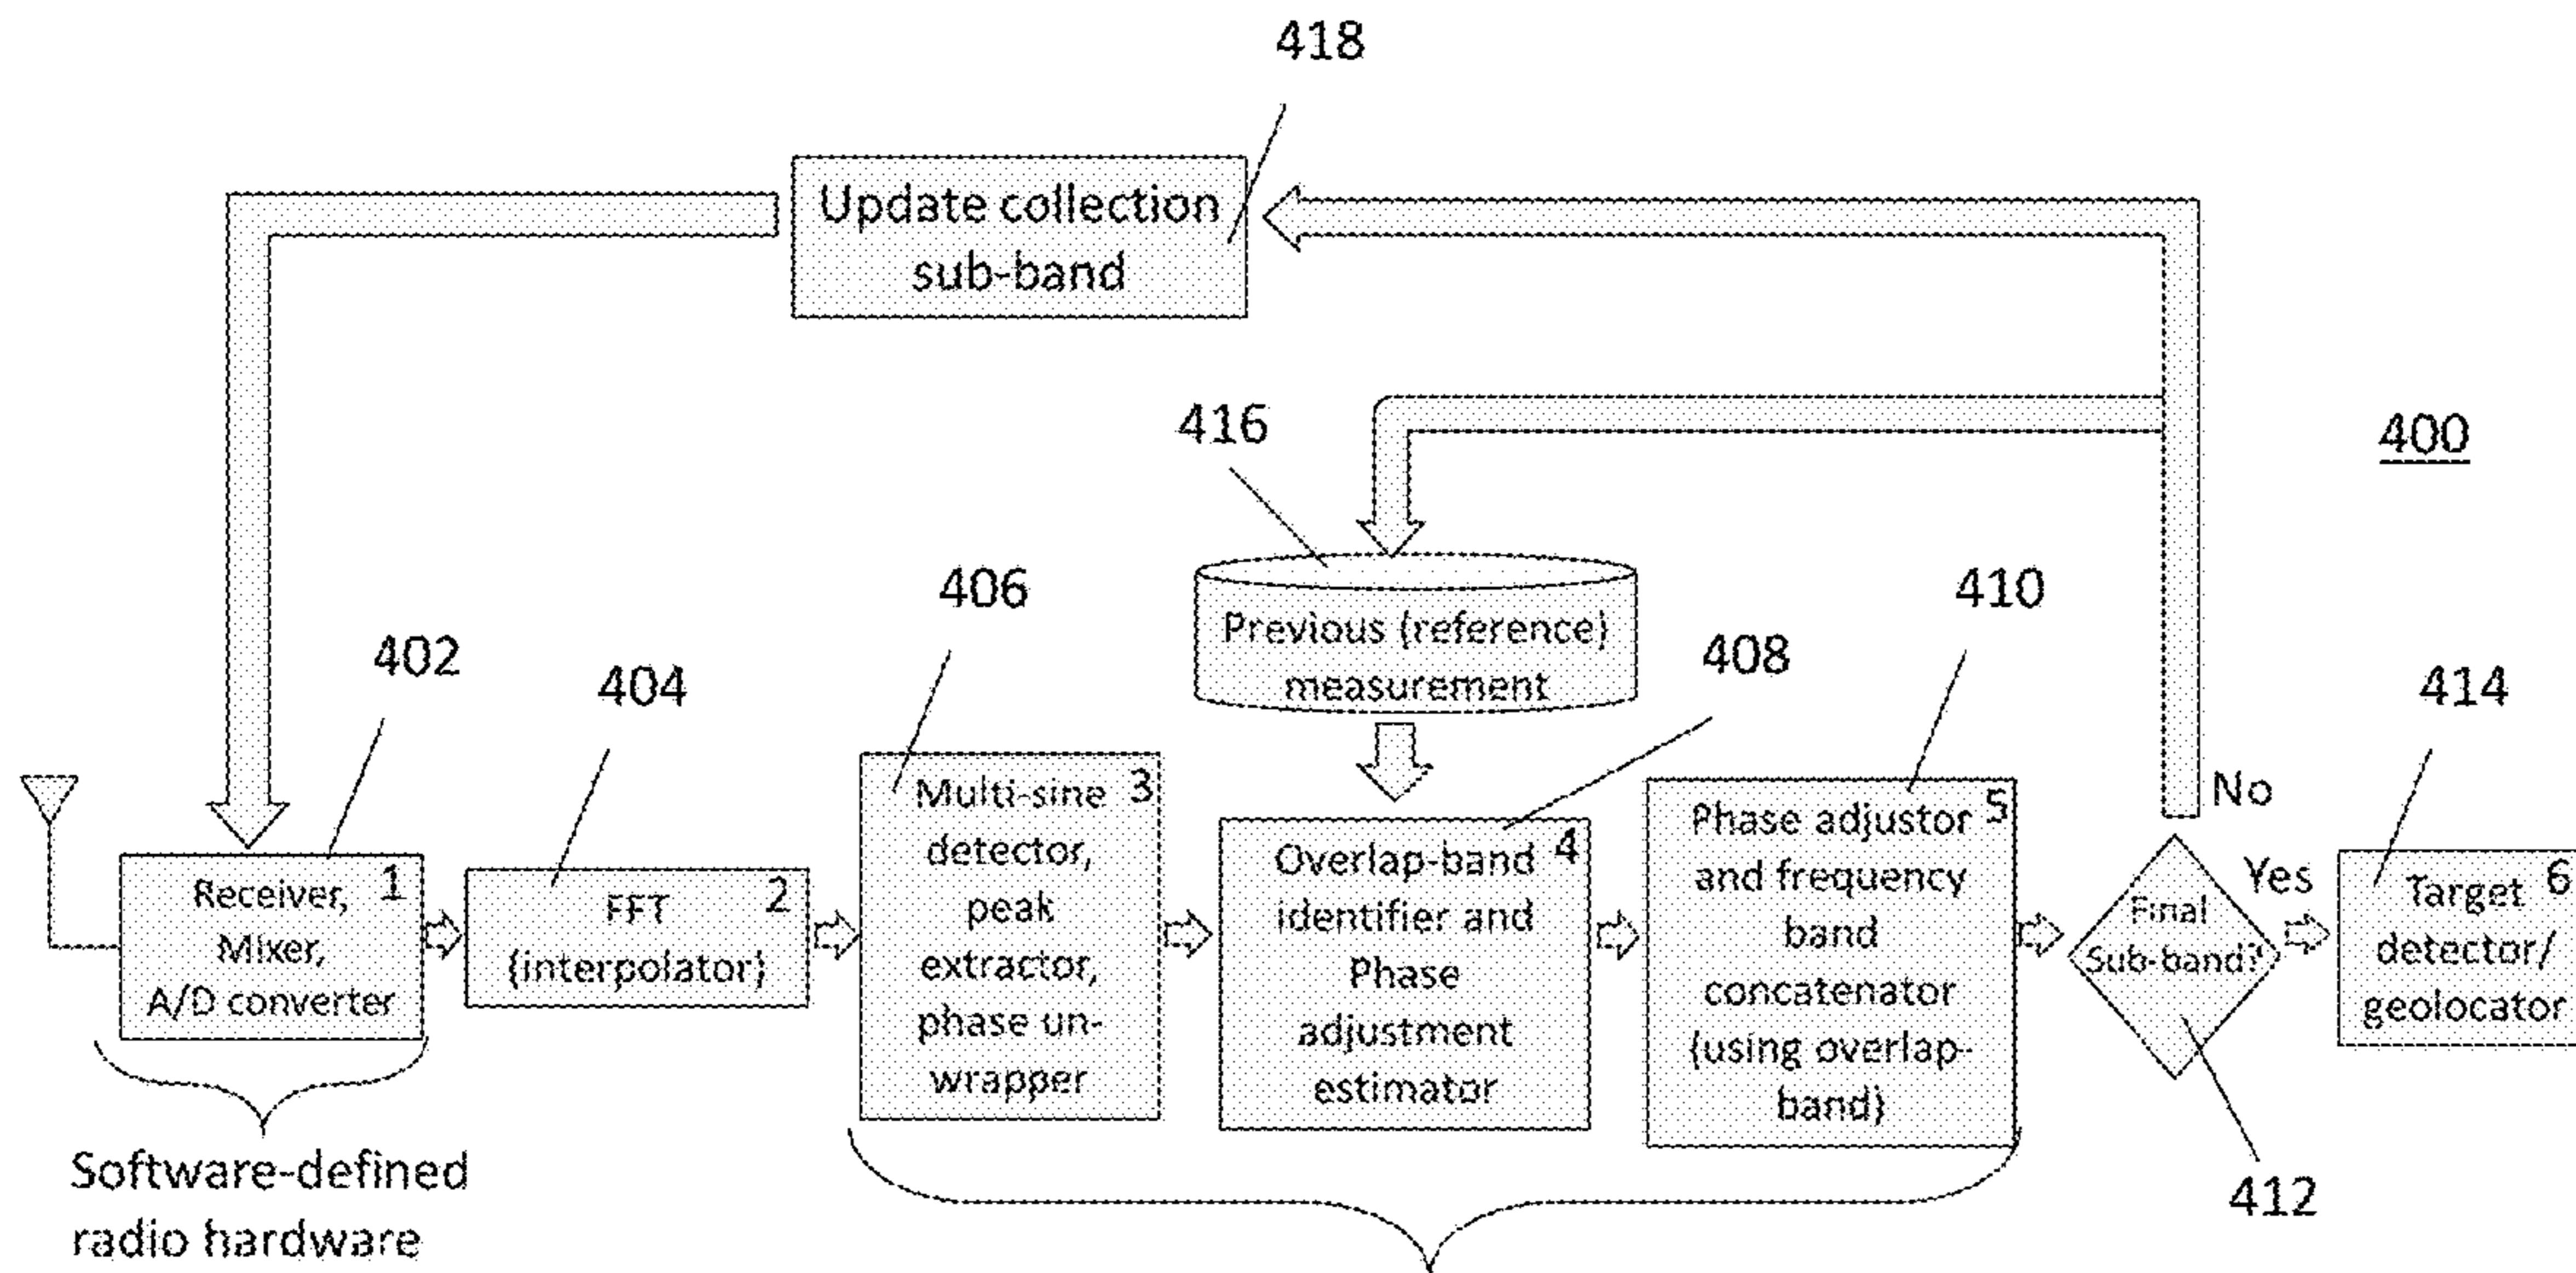 418
Update collection
sub-band
416
400
406
410
Previous (reference)
measurement
402
404
408
414
No
Receiver, 1
Mixer,
A/D converter
FFT 2
(interpolator)
Multi-sine 3
detector,
peak
extractor,
phase un-
wrapper
Overlap-band 4
identifier and
Phase
adjustment
estimator
Phase adjustor 5
and frequency
band
concatenator
(using overlap-
band)
Final
Sub-band?
Yes
Target 6
detector/
geolocator
412
Software-defined
radio hardware